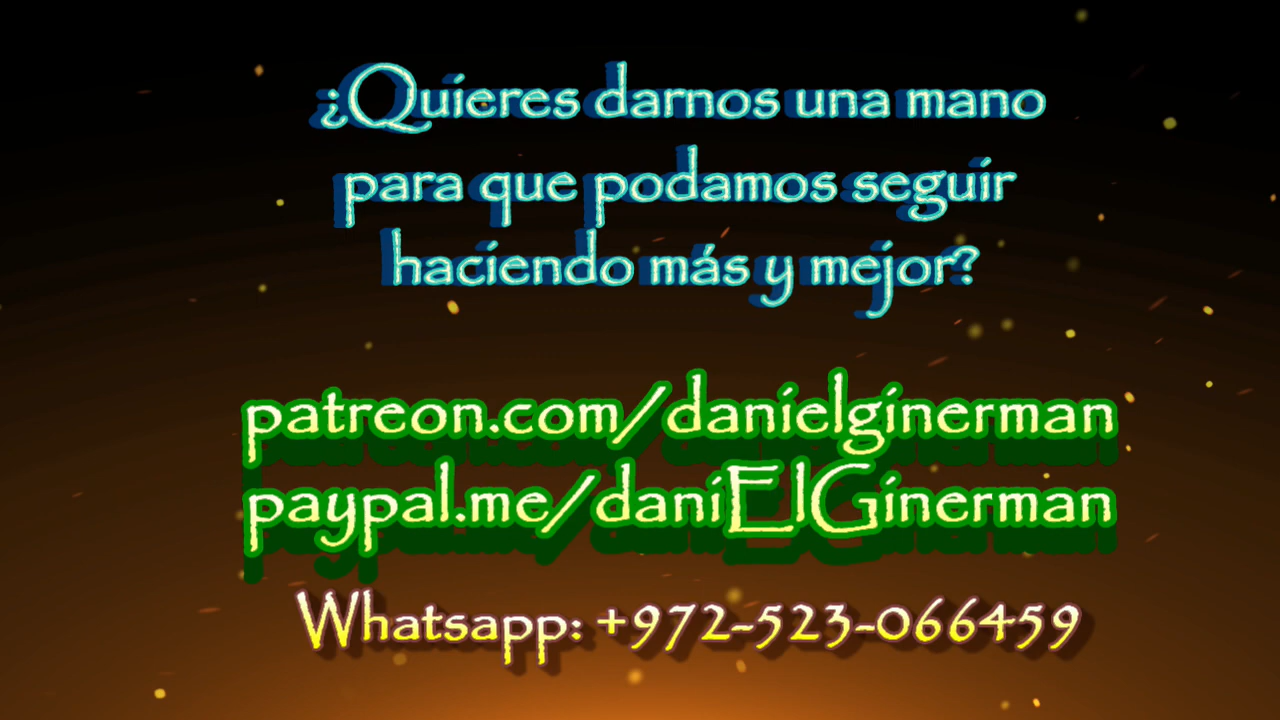 ¿Quieres darnos una mano
para que podamos seguir
haciendo más y mejor?
patreon.com/danielginerman
paypal.me/daniElGinerman
Whatsapp: +972-523-066459